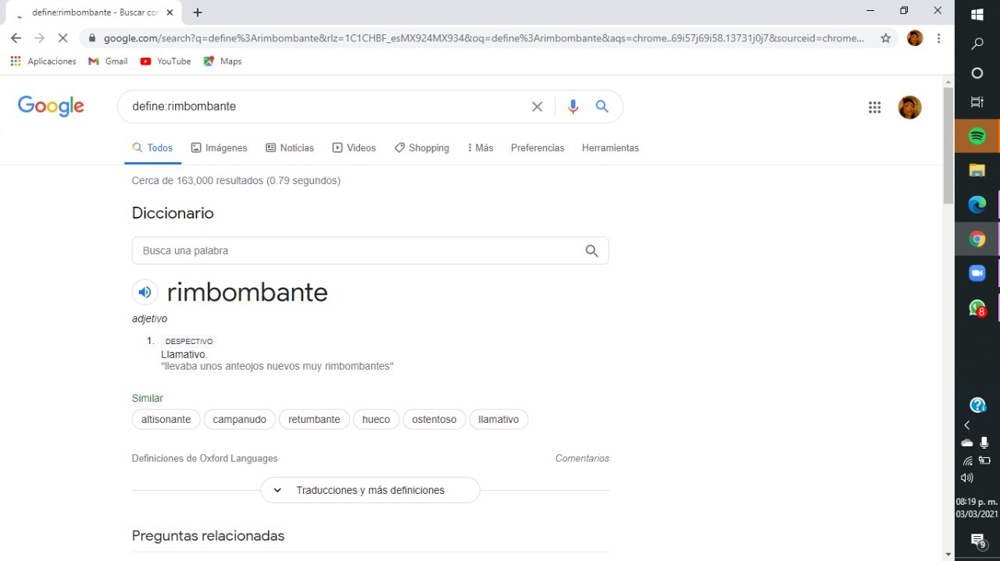 define:rimbombante - Buscar con
google.com/search?q=define%3Arimbombante&rlz=1C1CHBF_esMX924MX934&oq=define%3Arimbombante&aqs=chrome..69i57j69i58.13731j0j7&sourceid=chrome...
Aplicaciones Gmail YouTube Maps
Google
define:rimbombante
Todos Imágenes Noticias Videos Shopping Más Preferencias Herramientas
Cerca de 163,000 resultados (0.79 segundos)
Diccionario
Busca una palabra
rimbombante
adjetivo
1. DESPECTIVO
Llamativo.
"llevaba unos anteojos nuevos muy rimbombantes"
Similar
altisonante campanudo retumbante hueco ostentoso llamativo
Definiciones de Oxford Languages Comentarios
Traducciones y más definiciones
Preguntas relacionadas
8
08:19 p. m.
03/03/2021
9